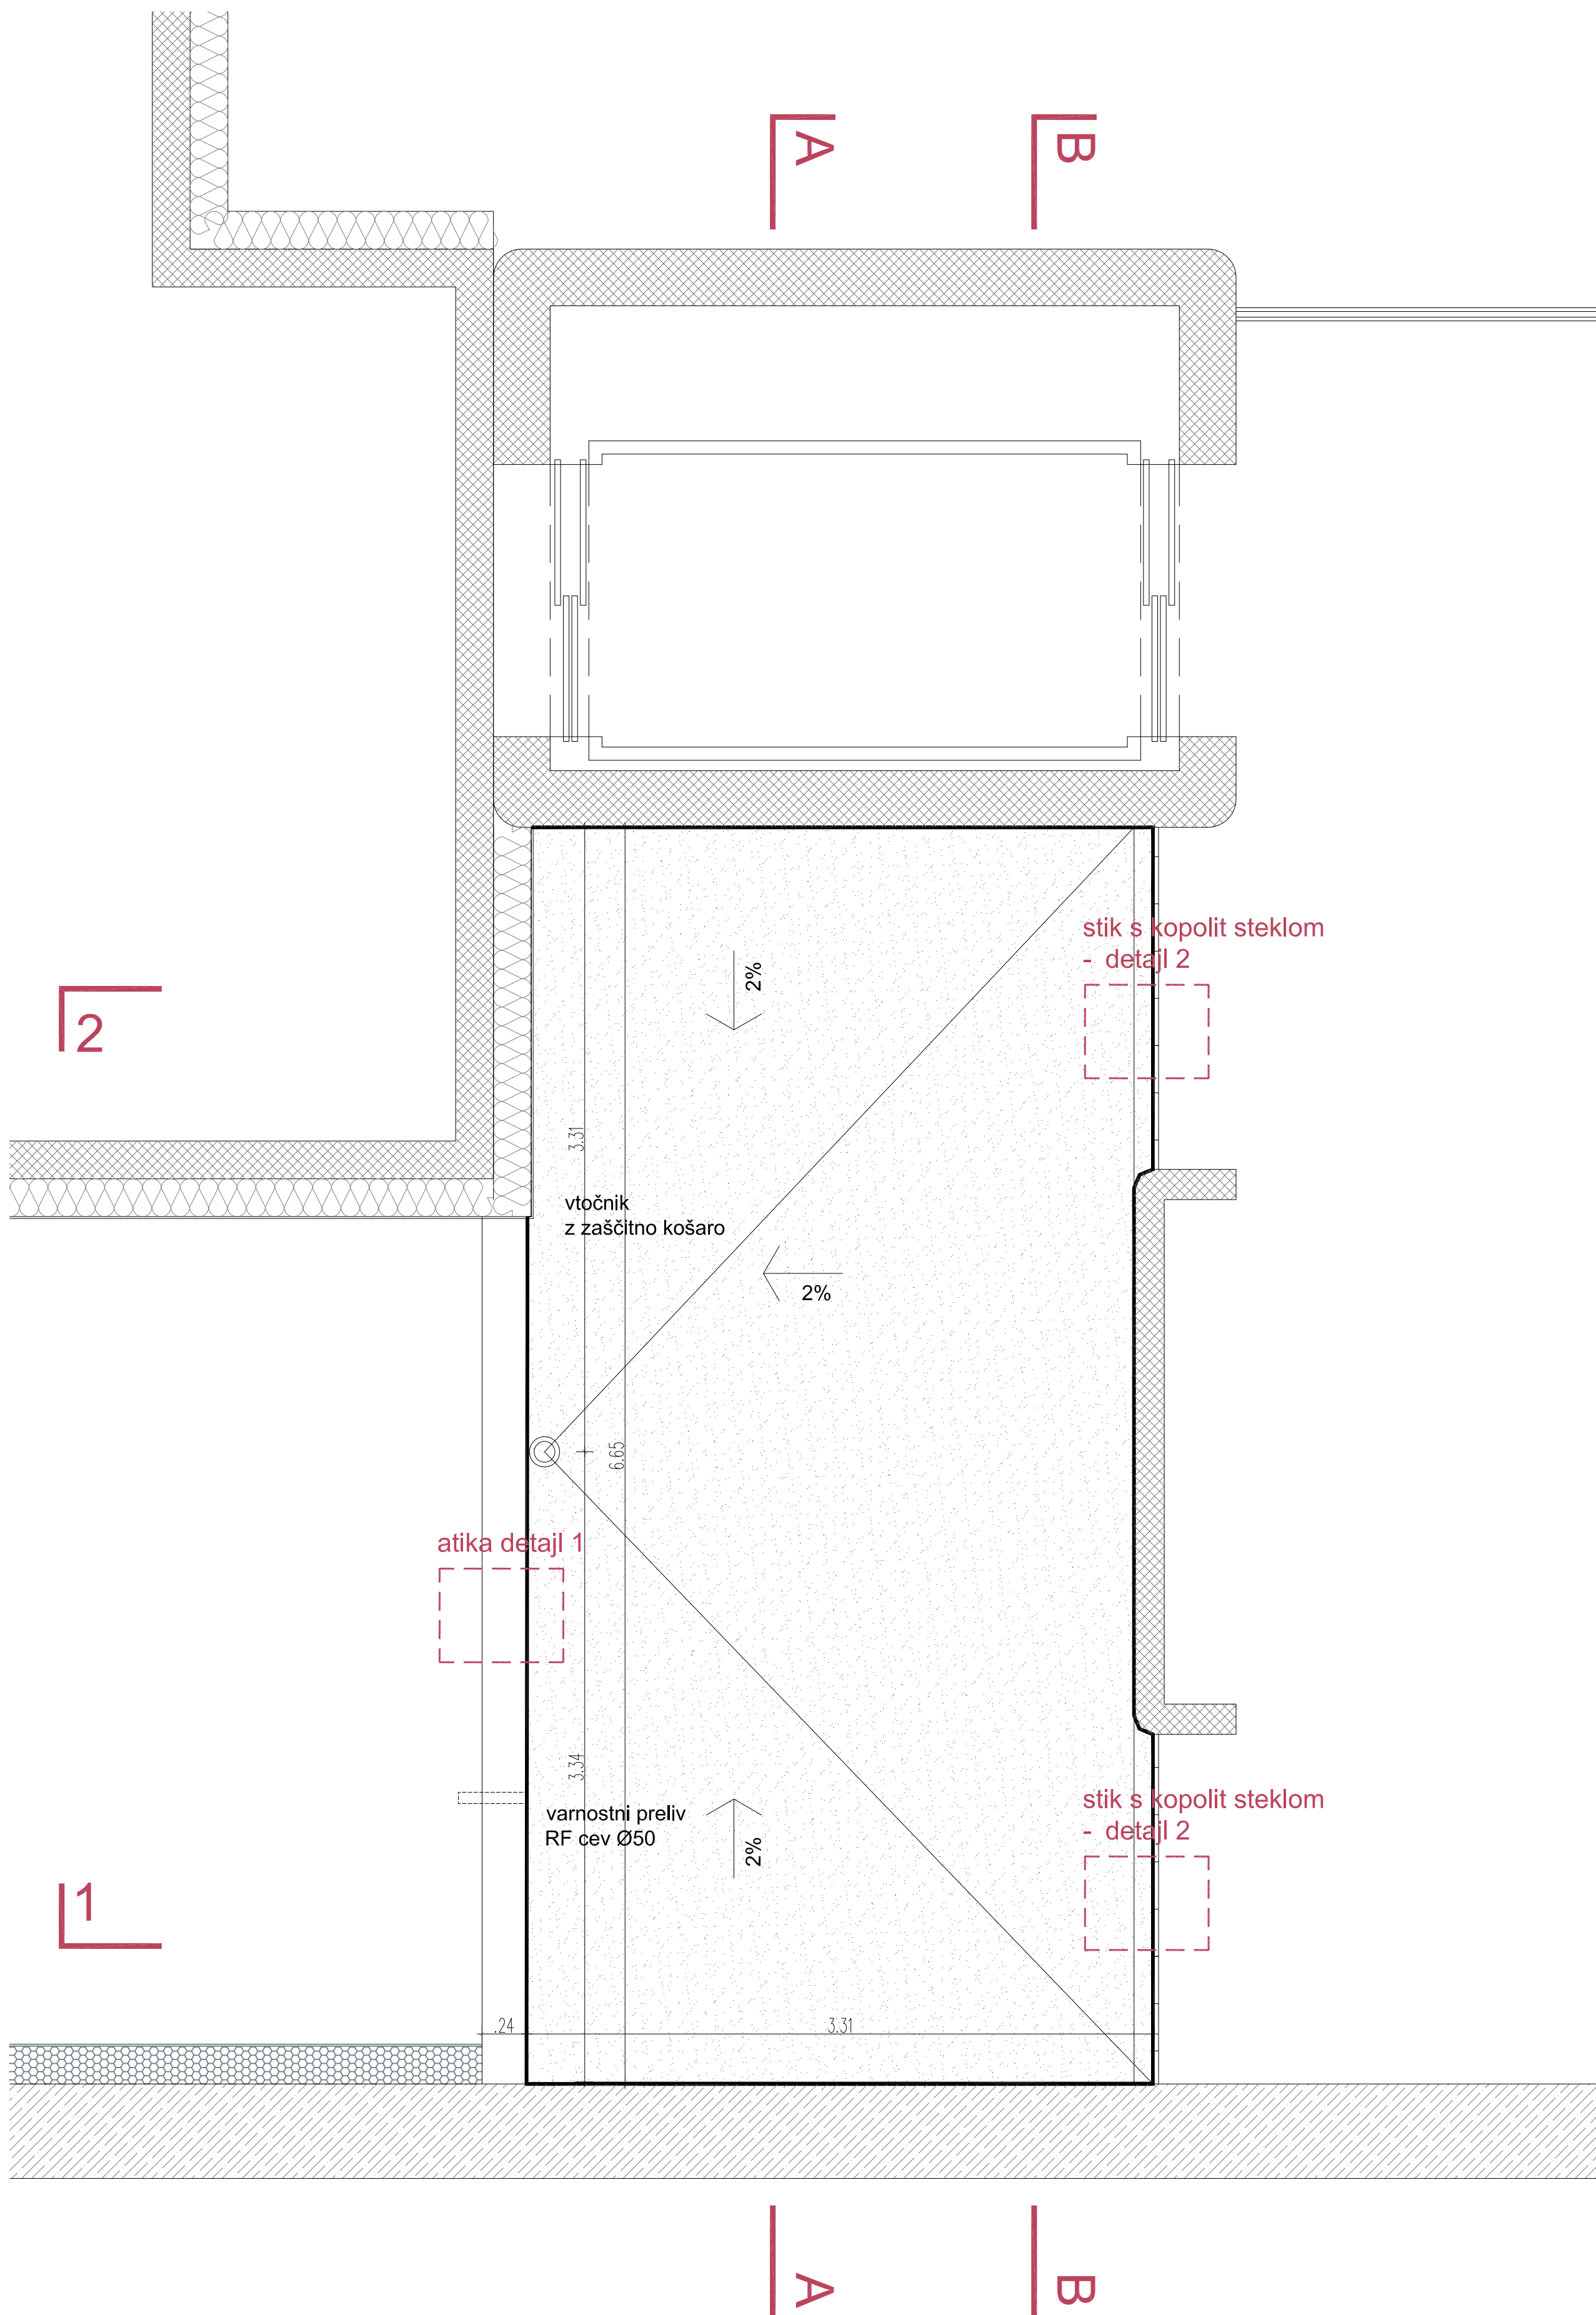 A
B
stik s kopolit steklom
- detajl 2
2%
2
3.31
vtočnik
z zaščitno košaro
2%
6.65
atika detajl 1
3.34
varnostni preliv
RF cev Ø50
2%
stik s kopolit steklom
- detajl 2
1
.24
3.31
A
B